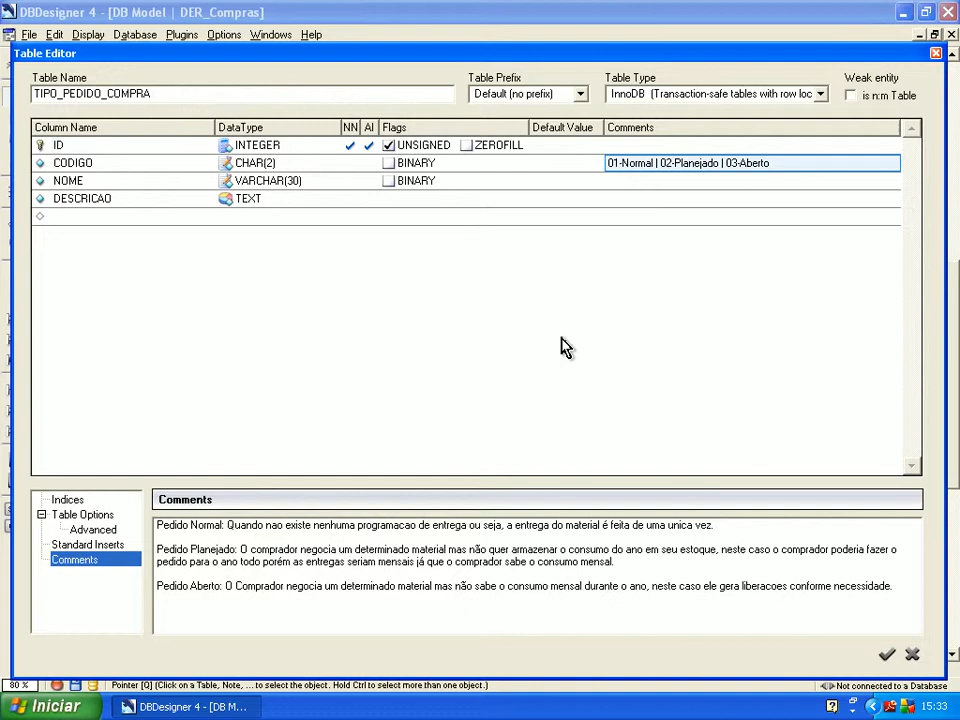 DBDesigner 4 - [DB Model | DER_Compras]
File Edit Display Database Plugins Options Windows Help
Table Editor
Table Name Table Prefix Table Type Weak entity
TIPO_PEDIDO_COMPRA Default (no prefix) InnoDB (Transaction-safe tables with row loc is n:m Table
Column Name DataType NN AI Flags Default Value Comments
ID INTEGER UNSIGNED ZEROFILL
CODIGO CHAR(2) BINARY 01-Normal | 02-Planejado | 03-Aberto
NOME VARCHAR(30) BINARY
DESCRICAO TEXT
Indices
Table Options
Advanced
Standard Inserts
Comments
Comments
Pedido Normal: Quando nao existe nenhuma programacao de entrega ou seja, a entrega do material é feita de uma unica vez.
Pedido Planejado: O comprador negocia um determinado material mas não quer armazenar o consumo do ano em seu estoque, neste caso o comprador poderia fazer o
pedido para o ano todo porém as entregas seriam mensais já que o comprador sabe o consumo mensal.
Pedido Aberto: O Comprador negocia um determinado material mas não sabe o consumo mensal durante o ano, neste caso ele gera liberacoes conforme necessidade.
80 % Pointer [Q] (Click on a Table, Note, ... to select the object. Hold Ctrl to select more than one object.) Not connected to a Database
Iniciar DBDesigner 4 - [DB M... 15:33